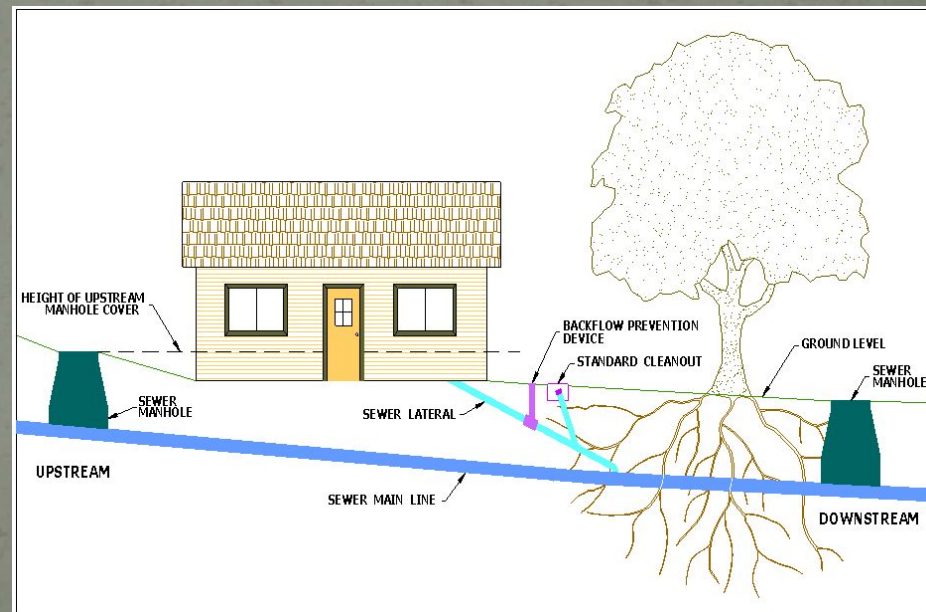 HEIGHT OF UPSTREAM
MANHOLE COVER
BACKFLOW PREVENTION
DEVICE
GROUND LEVEL
STANDARD CLEANOUT
SEWER
MANHOLE
SEWER
MANHOLE
SEWER LATERAL
UPSTREAM
SEWER MAIN LINE
DOWNSTREAM